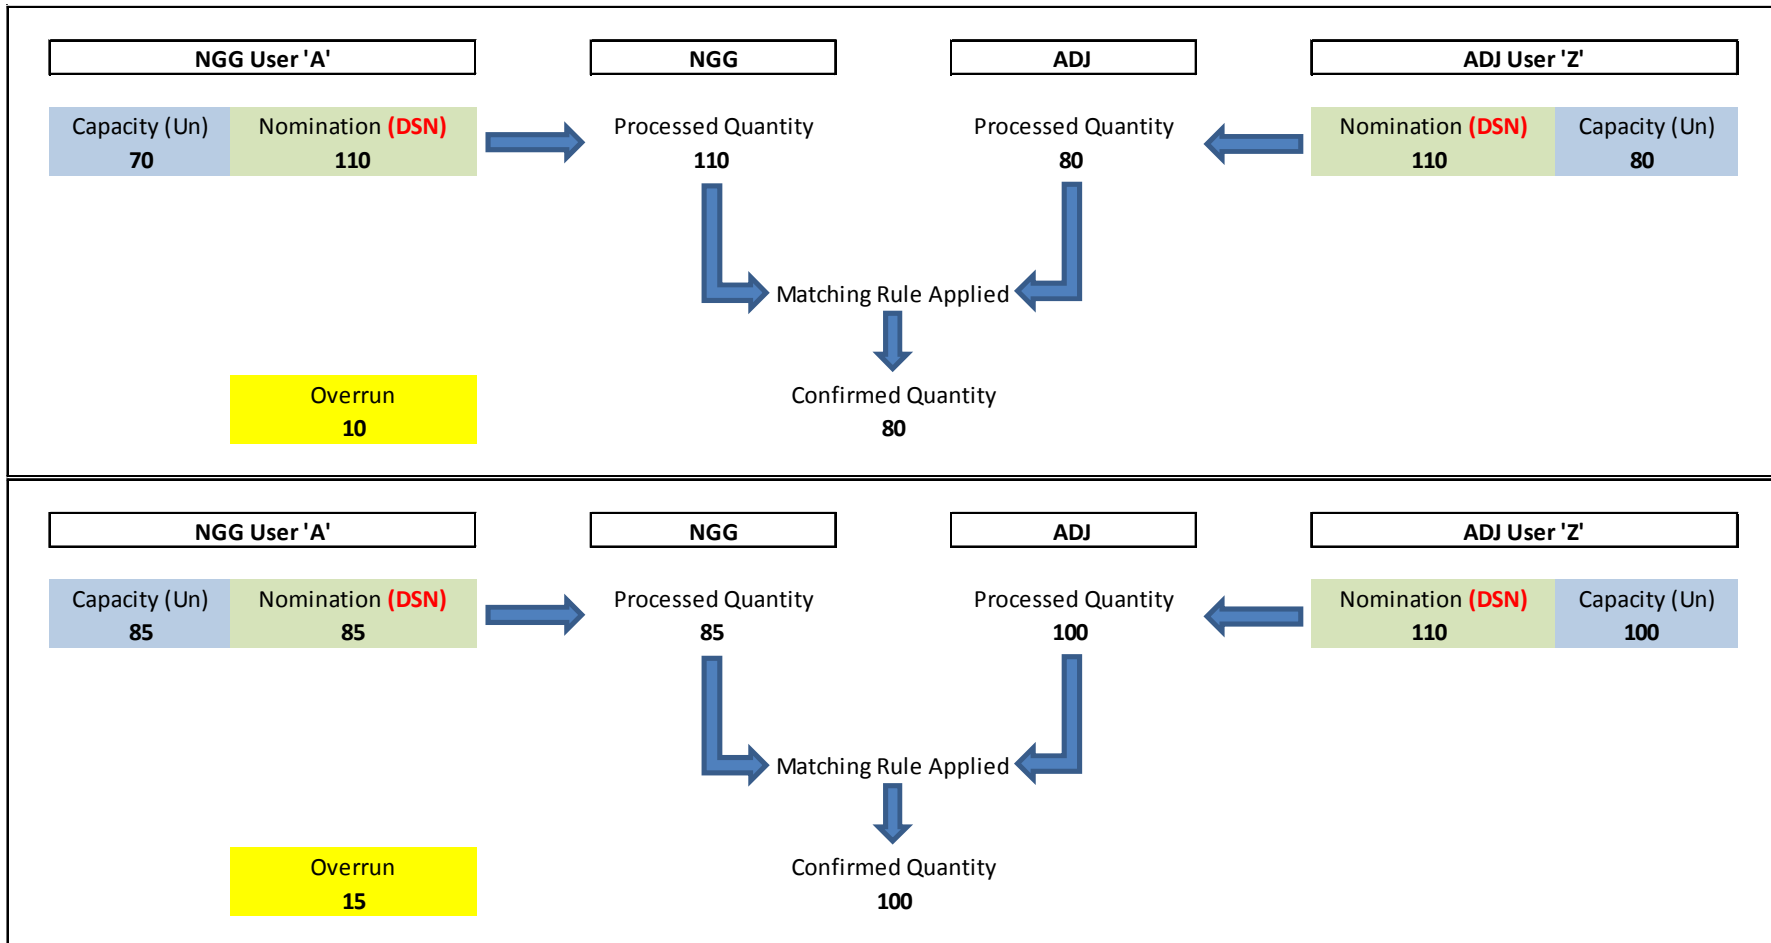 NGG User 'A'
NGG
ADJ
ADJ User 'Z'
Capacity (Un)
70
Nomination (DSN)
110
Processed Quantity
110
Processed Quantity
80
Nomination (DSN)
110
Capacity (Un)
80
Matching Rule Applied
Overrun
10
Confirmed Quantity
80
NGG User 'A'
NGG
ADJ
ADJ User 'Z'
Capacity (Un)
85
Nomination (DSN)
85
Processed Quantity
85
Processed Quantity
100
Nomination (DSN)
110
Capacity (Un)
100
Matching Rule Applied
Overrun
15
Confirmed Quantity
100